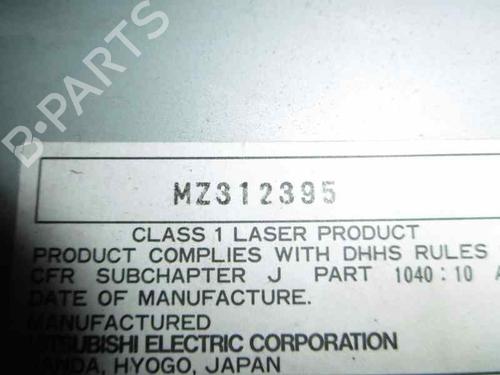 B·PARTS
MZ312395
CLASS 1 LASER PRODUCT
PRODUCT COMPLIES WITH DHHS RULES
CFR SUBCHAPTER J PART 1040:10 A
DATE OF MANUFACTURE.
MANUFACTURED
MITSUBISHI ELECTRIC CORPORATION
SANDA, HYOGO, JAPAN